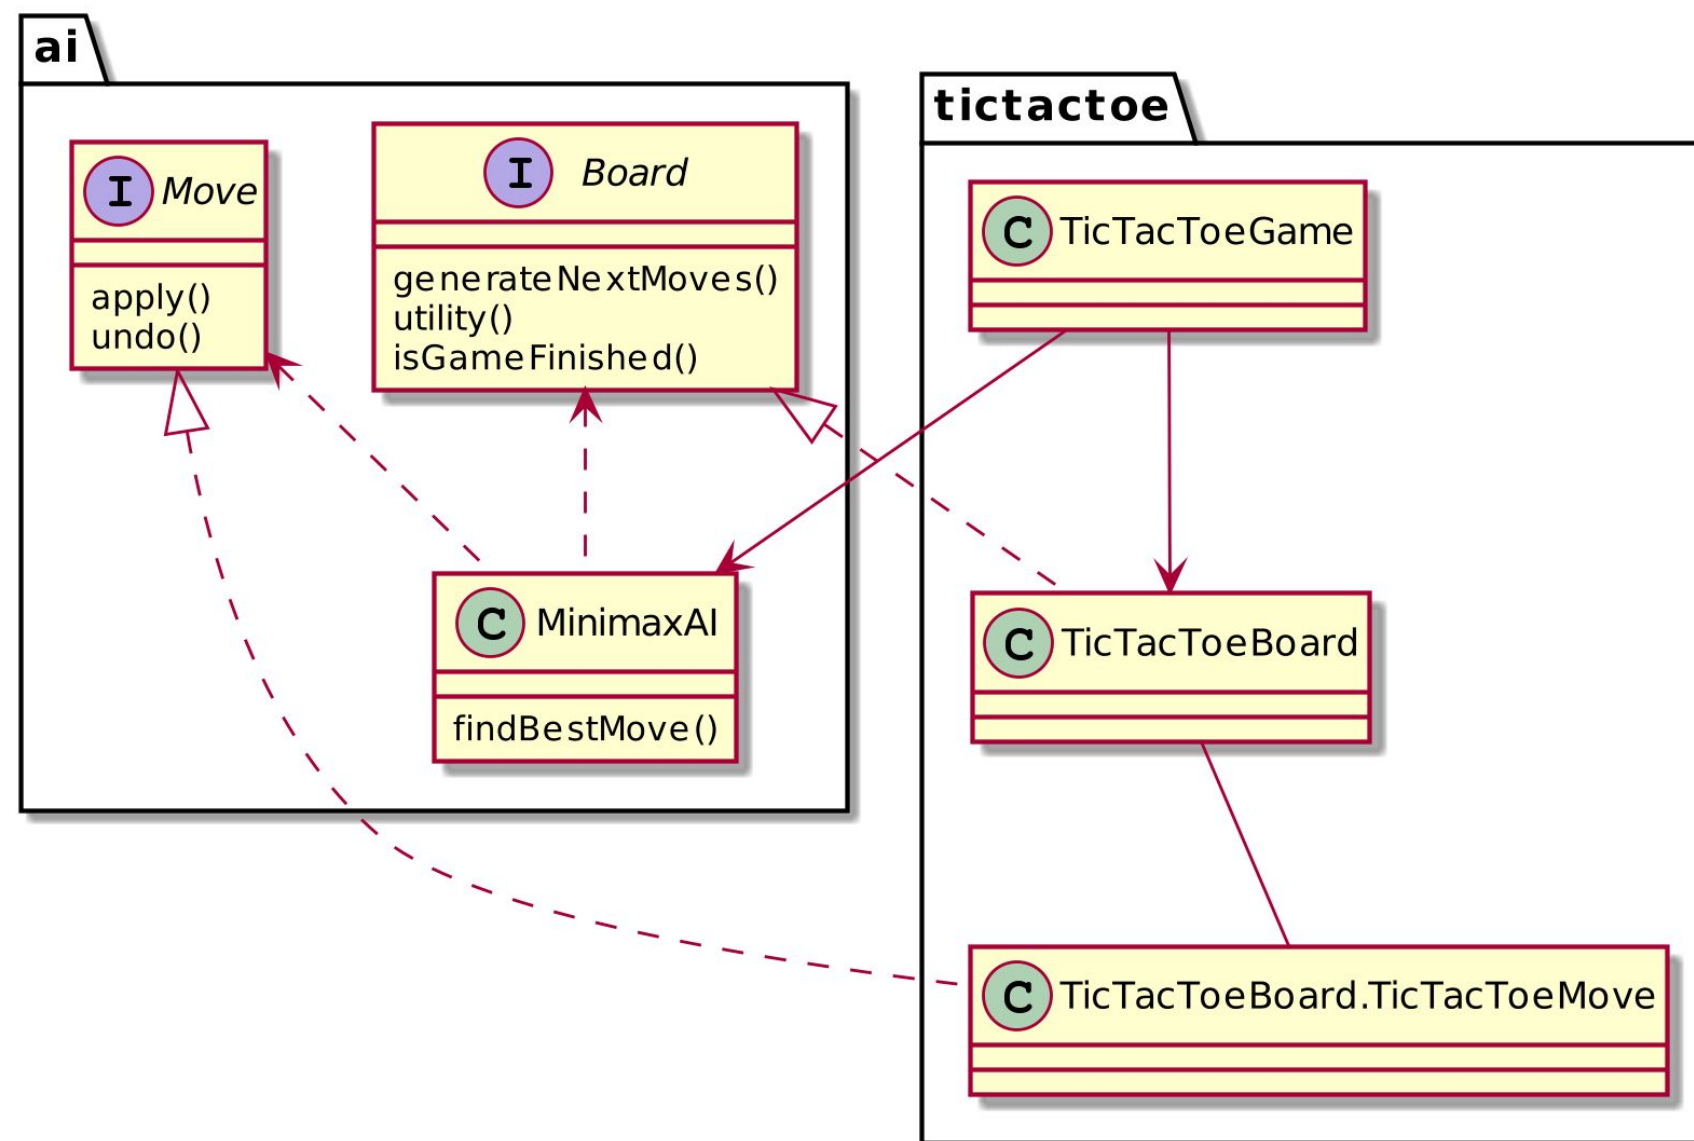 ai
I Move
apply()
undo()
I Board
generateNextMoves()
utility()
isGameFinished()
C MinimaxAI
findBestMove()
tictactoe
C TicTacToeGame
C TicTacToeBoard
C TicTacToeBoard.TicTacToeMove